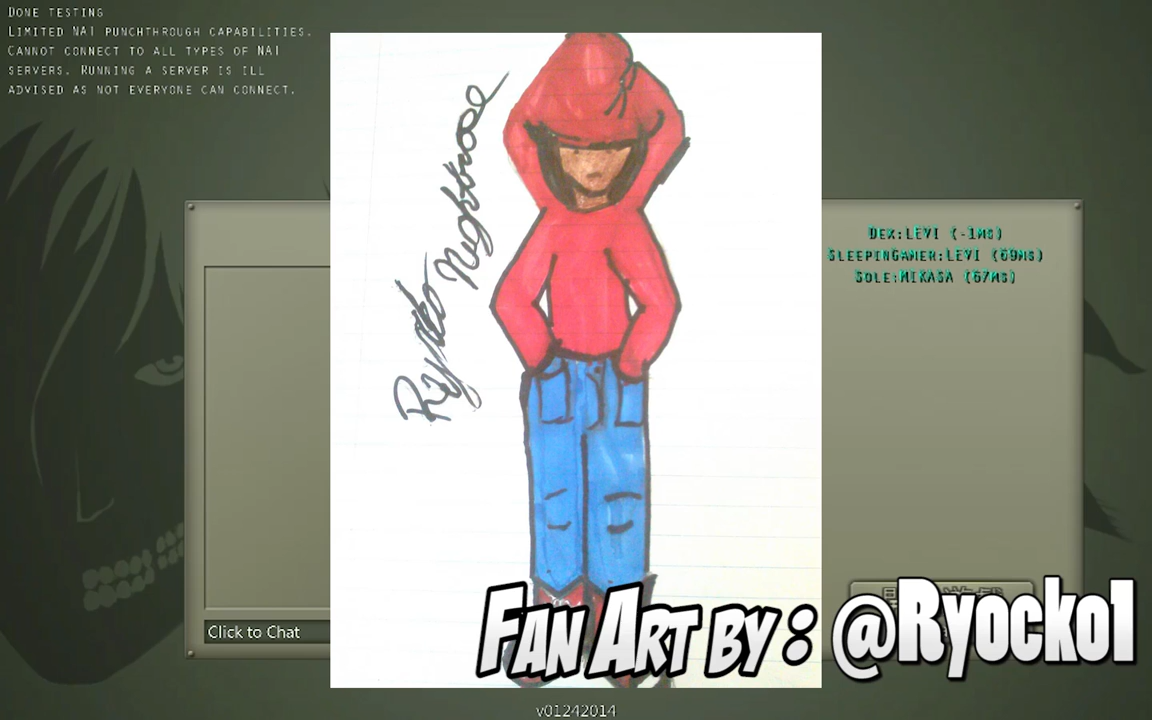 DONE TESTING
LIMITED NAT PUNCHTHROUGH CAPABILITIES.
CANNOT CONNECT TO ALL TYPES OF NAT
SERVERS. RUNNING A SERVER IS ILL
ADVISED AS NOT EVERYONE CAN CONNECT.
DEX:LEVI (-1MS)
SLEEPINGAMER:LEVI (69MS)
SOLE:MIKASA (67MS)
Click to Chat
FAN ART BY : @Ryocko1
v01242014